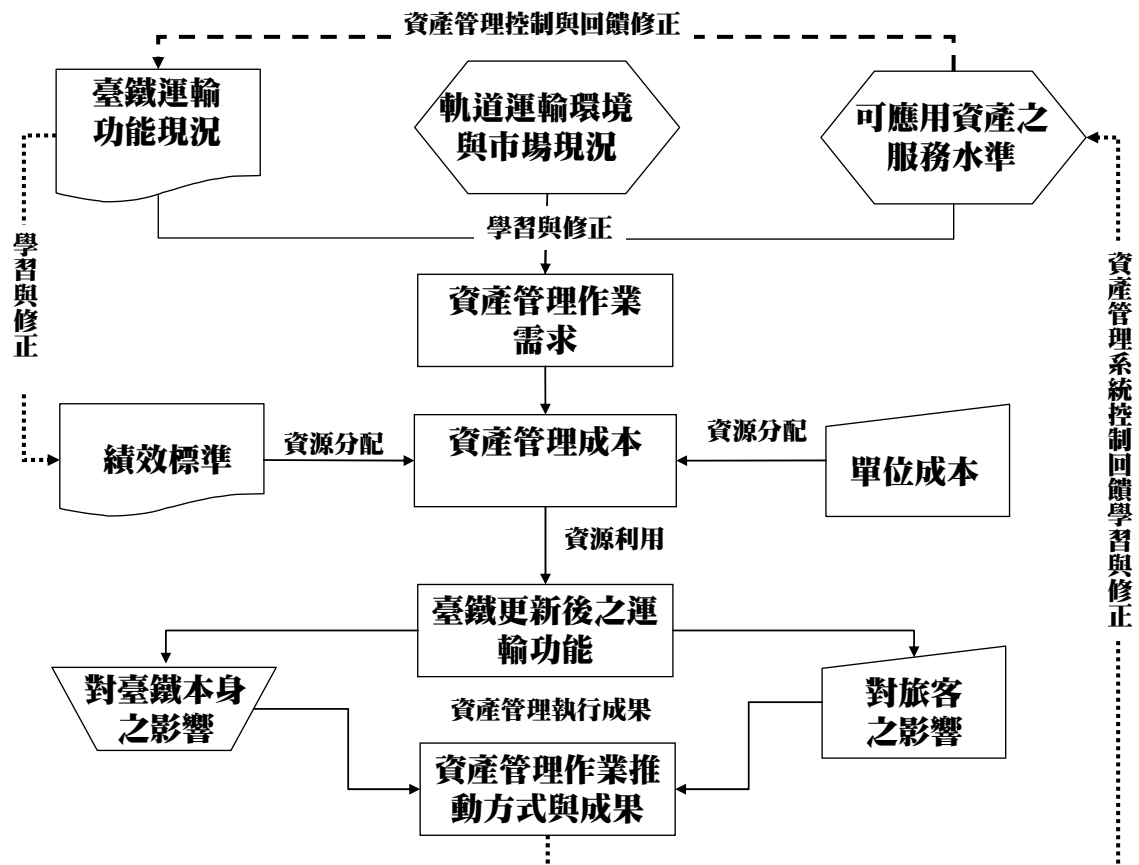 資產管理控制與回饋修正
臺鐵運輸
功能現況
軌道運輸環境
與市場現況
可應用資產之
服務水準
學習與修正
學習與修正
資產管理系統控制回饋學習與修正
資產管理作業
需求
績效標準
資源分配
資產管理成本
資源分配
單位成本
資源利用
臺鐵更新後之運
輸功能
對臺鐵本身
之影響
資產管理執行成果
對旅客
之影響
資產管理作業推
動方式與成果